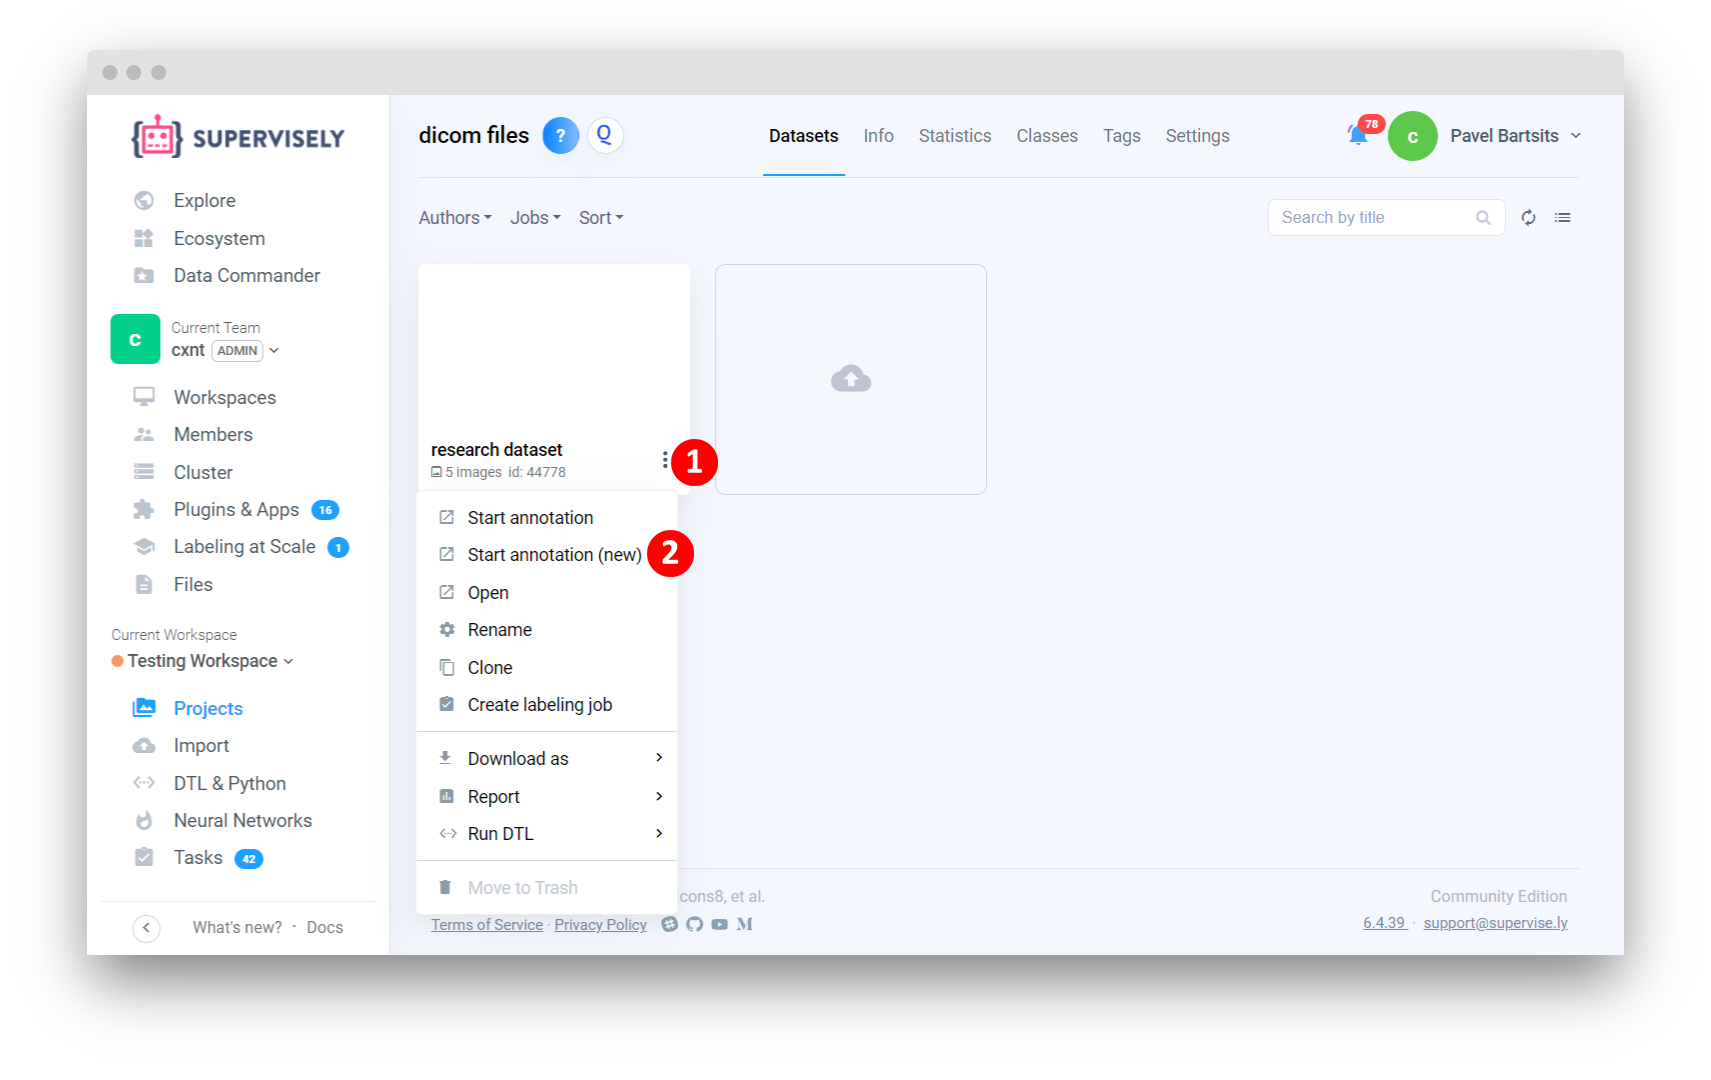 SUPERVISELY
Explore
Ecosystem
Data Commander
C
Current Team
cxnt ADMIN
Workspaces
Members
Cluster
Plugins & Apps 16
Labeling at Scale 1
Files
Current Workspace
Testing Workspace
Projects
Import
DTL & Python
Neural Networks
Tasks 42
What's new? · Docs
dicom files ? Q
Datasets Info Statistics Classes Tags Settings
78 C Pavel Bartsits
Authors Jobs Sort
Search by title
research dataset
5 images id: 44778
1
Start annotation
Start annotation (new) 2
Open
Rename
Clone
Create labeling job
Download as
Report
Run DTL
Move to Trash
cons8, et al.
Terms of Service · Privacy Policy M
Community Edition
6.4.39 · support@supervise.ly